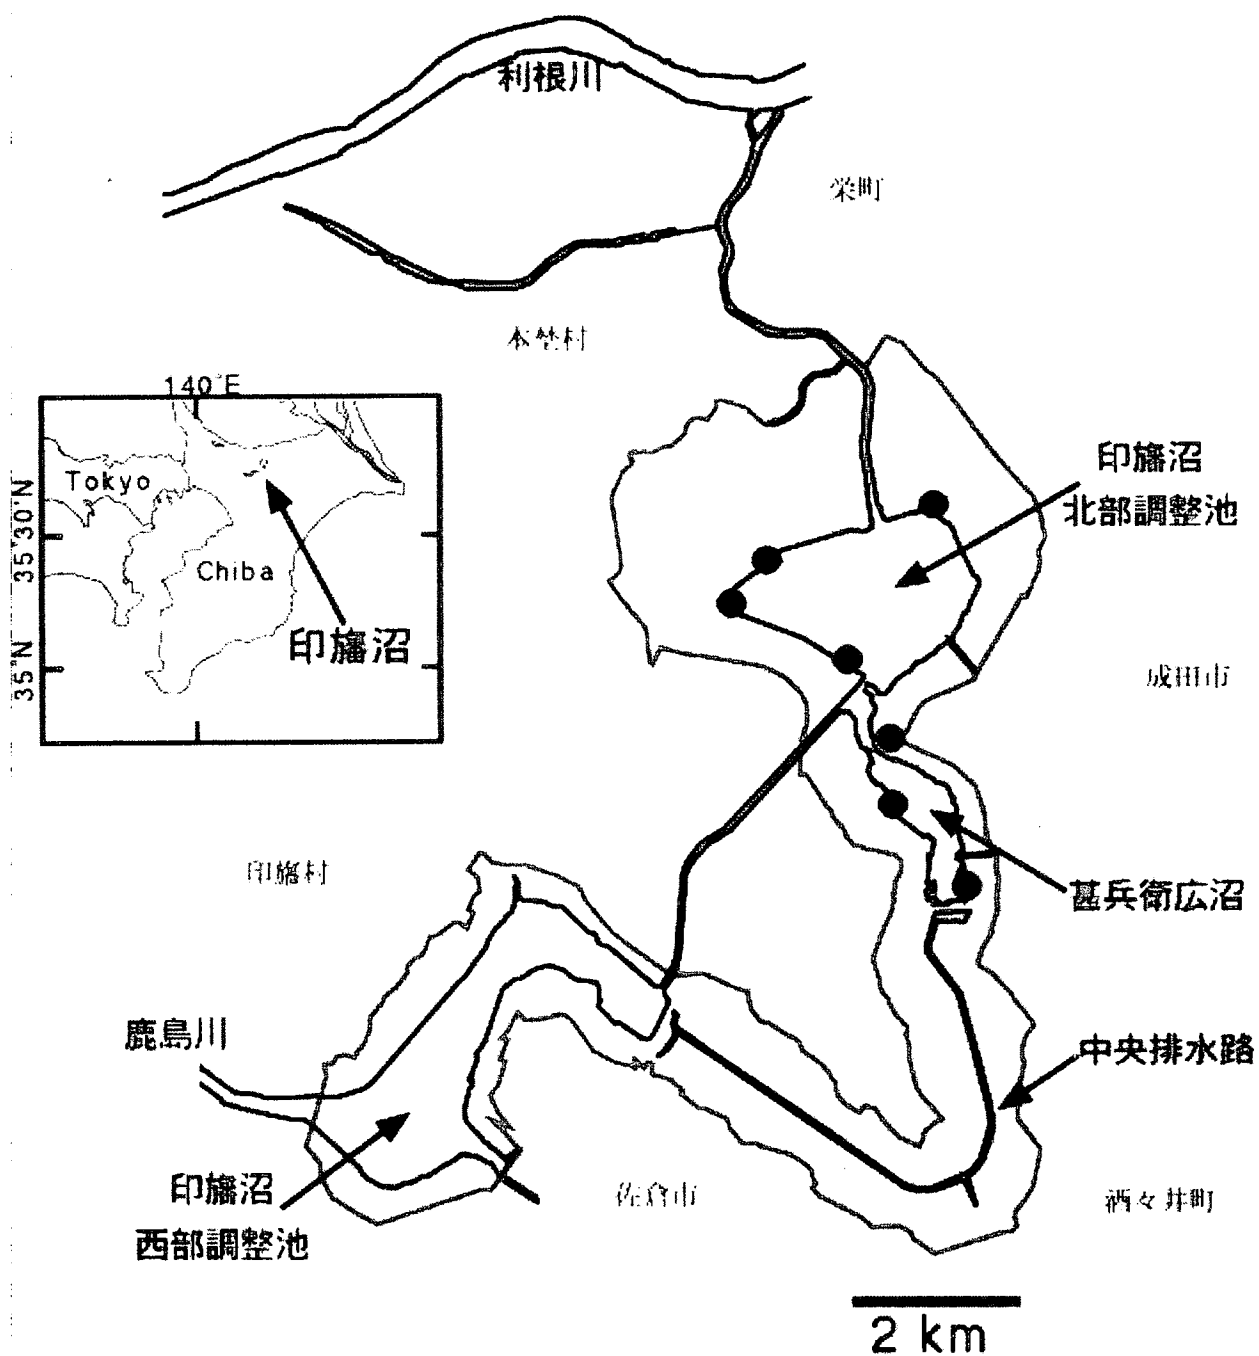 利根川
栄町
本埜村
140°E
Tokyo
Chiba
35°30'N
35°N
印旛沼
印旛沼
北部調整池
成田市
印旛村
甚兵衛広沼
鹿島川
中央排水路
印旛沼
西部調整池
佐倉市
酒々井町
2 km